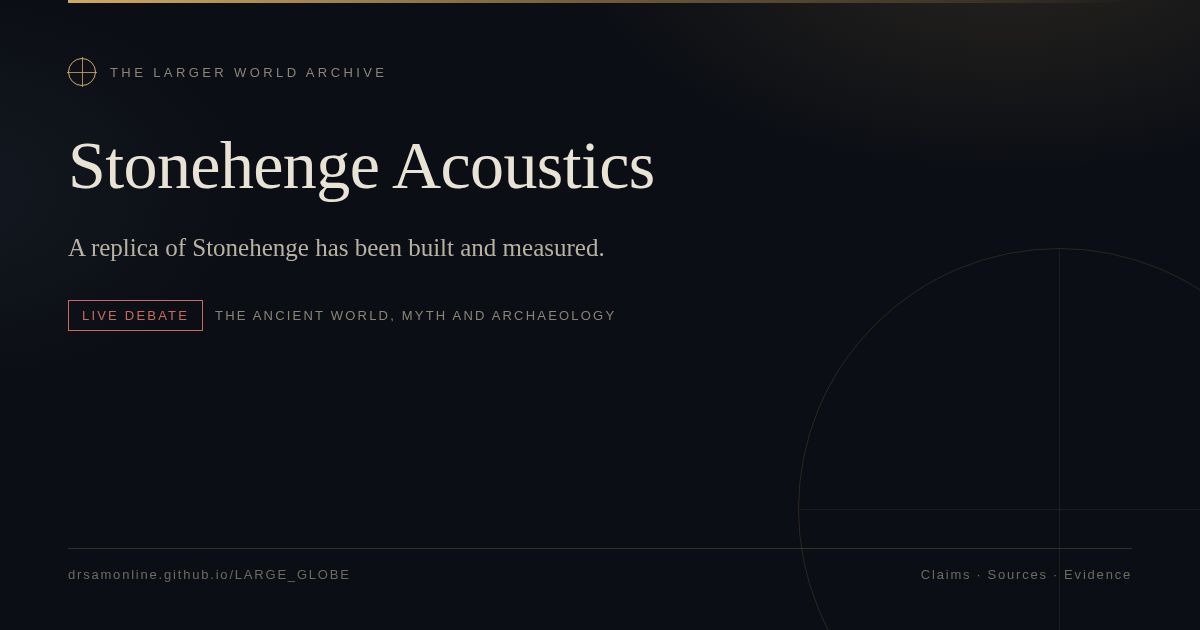 THE LARGER WORLD ARCHIVE
Stonehenge Acoustics
A replica of Stonehenge has been built and measured.
LIVE DEBATE THE ANCIENT WORLD, MYTH AND ARCHAEOLOGY
drsamonline.github.io/LARGE_GLOBE Claims · Sources · Evidence